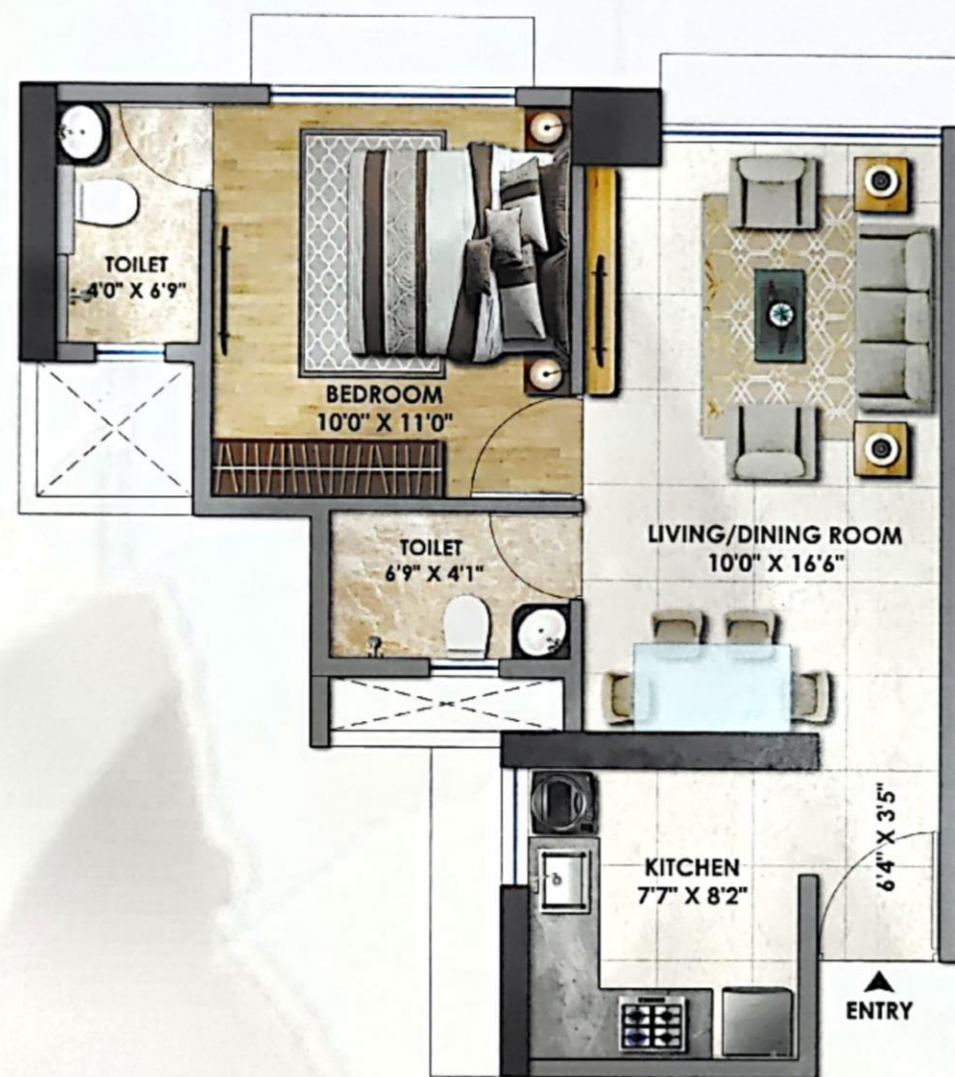 TOILET
4'0" X 6'9"
BEDROOM
10'0" X 11'0"
TOILET
6'9" X 4'1"
LIVING/DINING ROOM
10'0" X 16'6"
KITCHEN
7'7" X 8'2"
6'4" X 3'5"
ENTRY